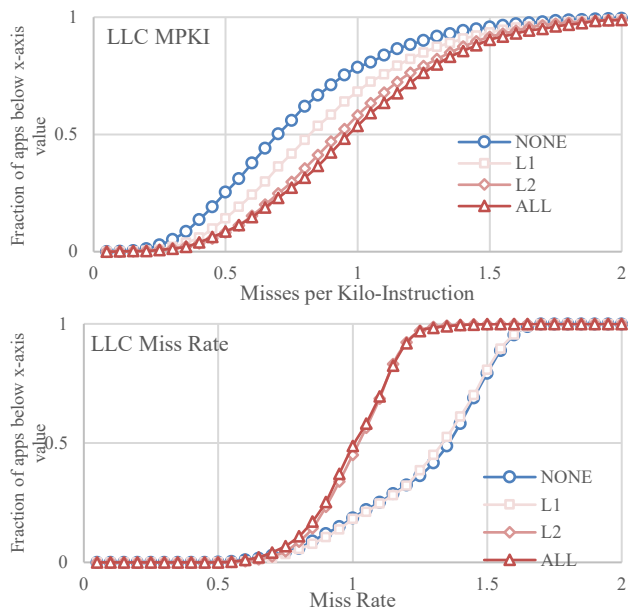 1
LLC MPKI
Fraction of apps below x-axis
value
0.5
NONE
L1
L2
ALL
0
0
0.5
1
1.5
2
Misses per Kilo-Instruction
1
LLC Miss Rate
Fraction of apps below x-axis
value
0.5
NONE
L1
L2
ALL
0
0
0.5
1
1.5
2
Miss Rate